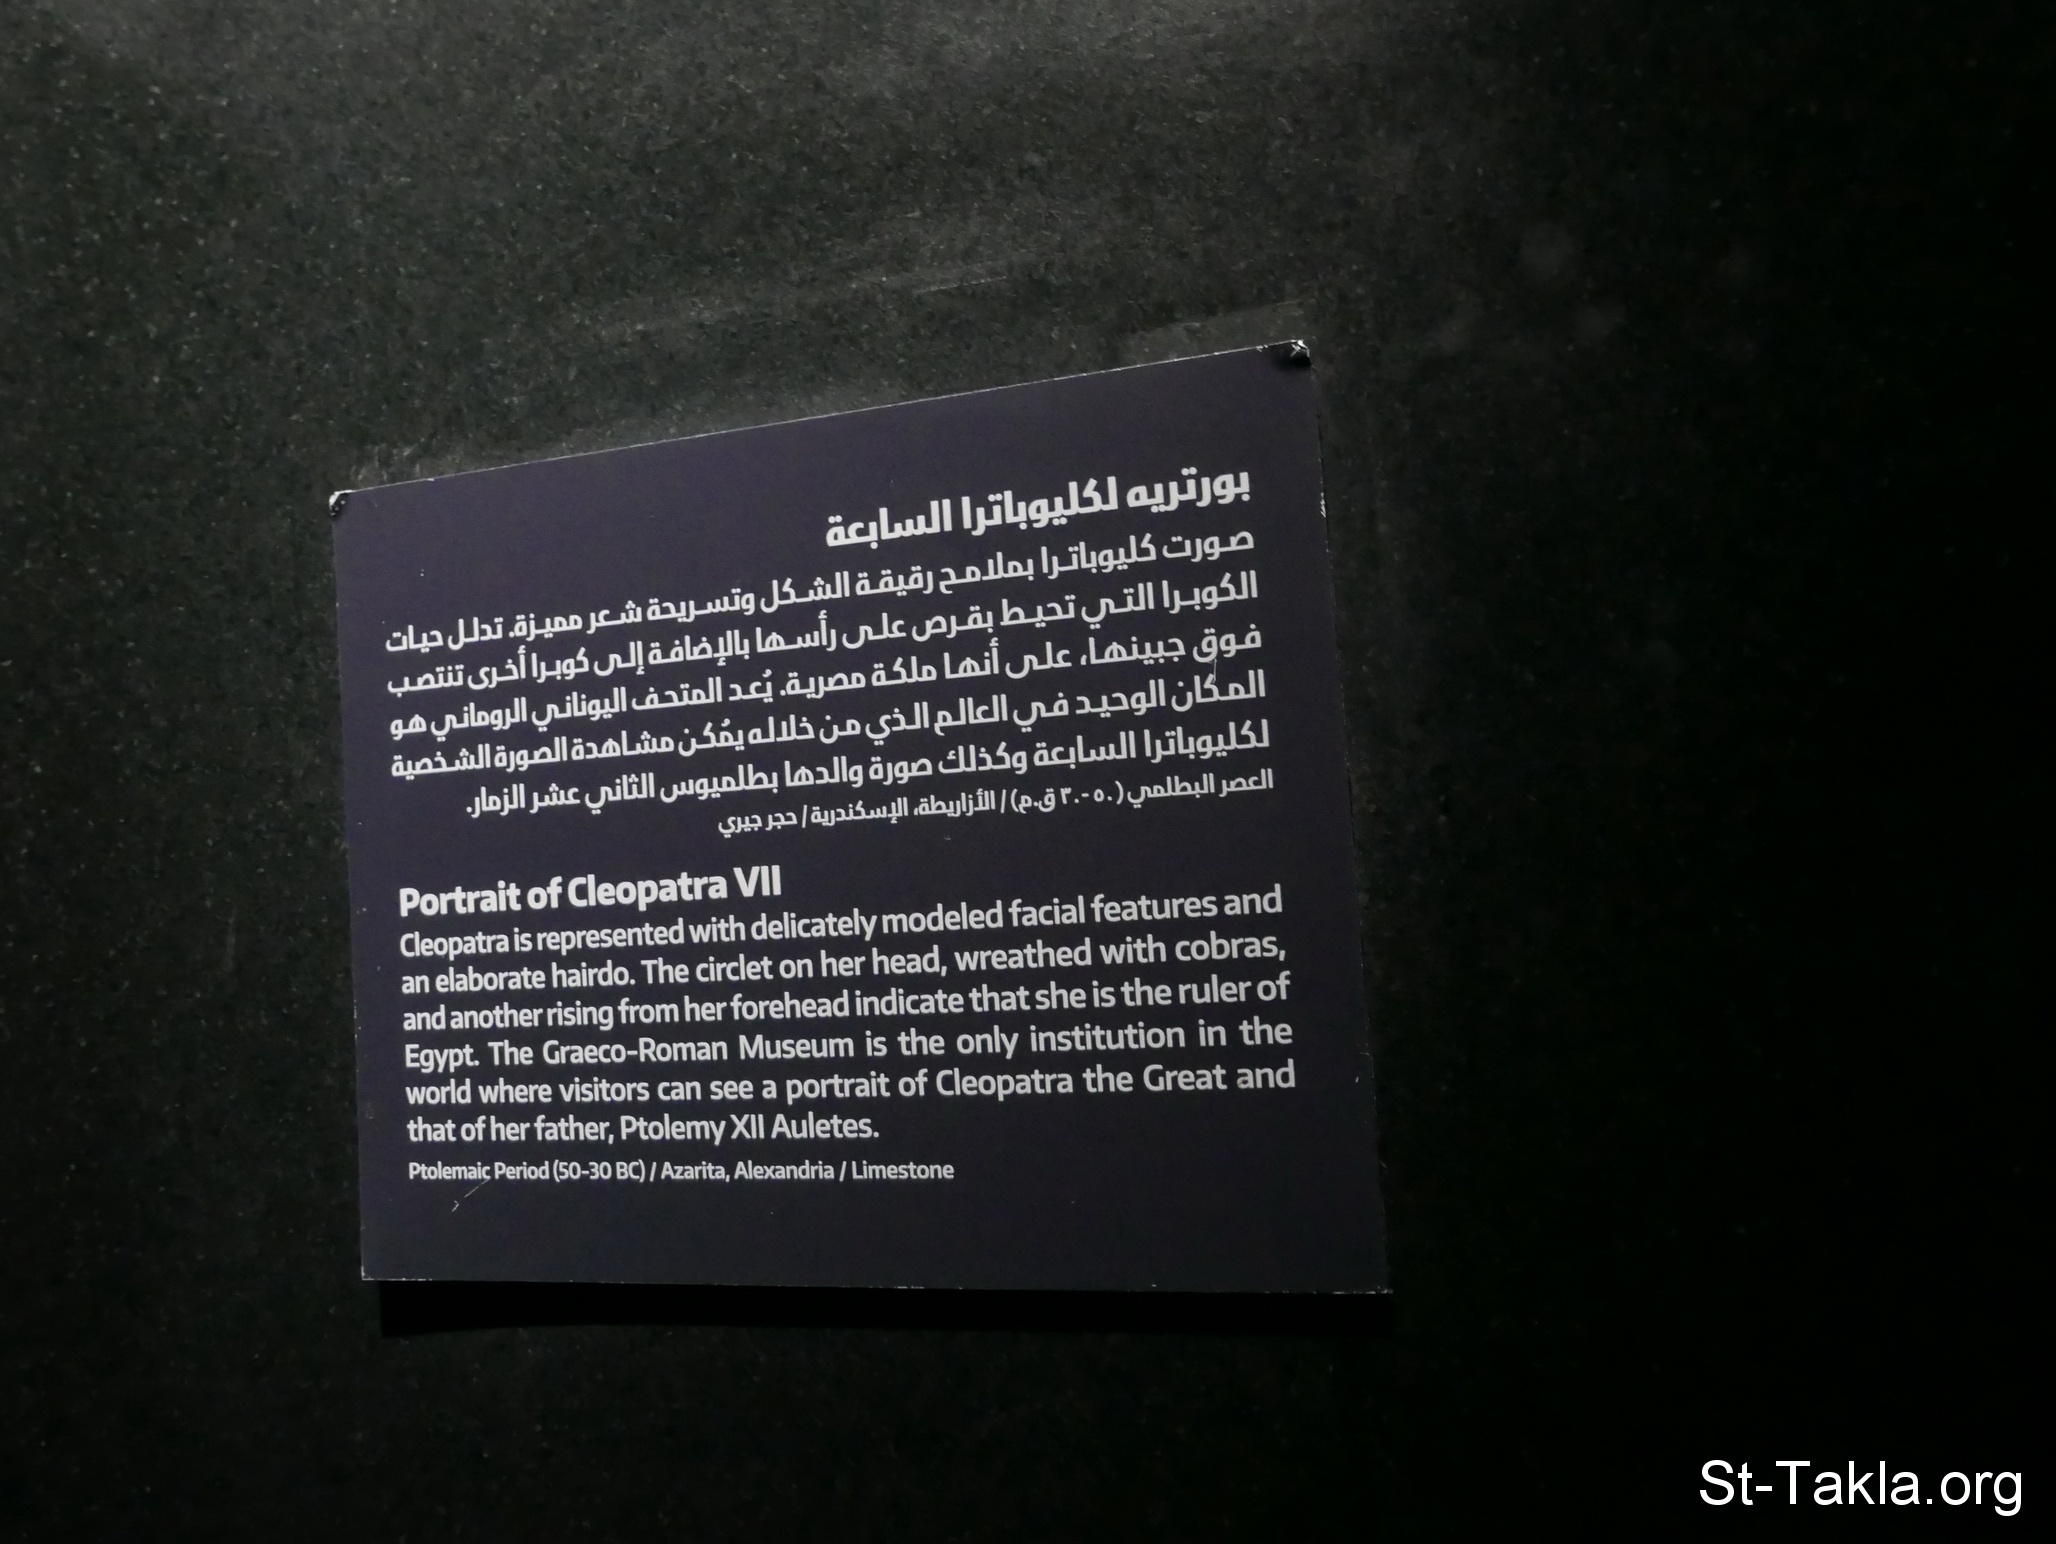 بورتريه لكليوباترا السابعة
صورت كليوباترا بملامح رقيقة الشكل وتسريحة شعر مميزة. تدلل حيات
الكوبرا التي تحيط بقرص على رأسها بالإضافة إلى كوبرا أخرى تنتصب
فوق جبينها، على أنها ملكة مصرية. يُعد المتحف اليوناني الروماني هو
المكان الوحيد في العالم الذي من خلاله يمُكن مشاهدة الصورة الشخصية
لكليوباترا السابعة وكذلك صورة والدها بطلميوس الثاني عشر الزمار.
العصر البطلمي (٥٠-٣٠ ق.م) / الأزاريطة، الإسكندرية / حجر جيري
Portrait of Cleopatra VII
Cleopatra is represented with delicately modeled facial features and
an elaborate hairdo. The circlet on her head, wreathed with cobras,
and another rising from her forehead indicate that she is the ruler of
Egypt. The Graeco-Roman Museum is the only institution in the
world where visitors can see a portrait of Cleopatra the Great and
that of her father, Ptolemy XII Auletes.
Ptolemaic Period (50-30 BC) / Azarita, Alexandria / Limestone
St-Takla.org